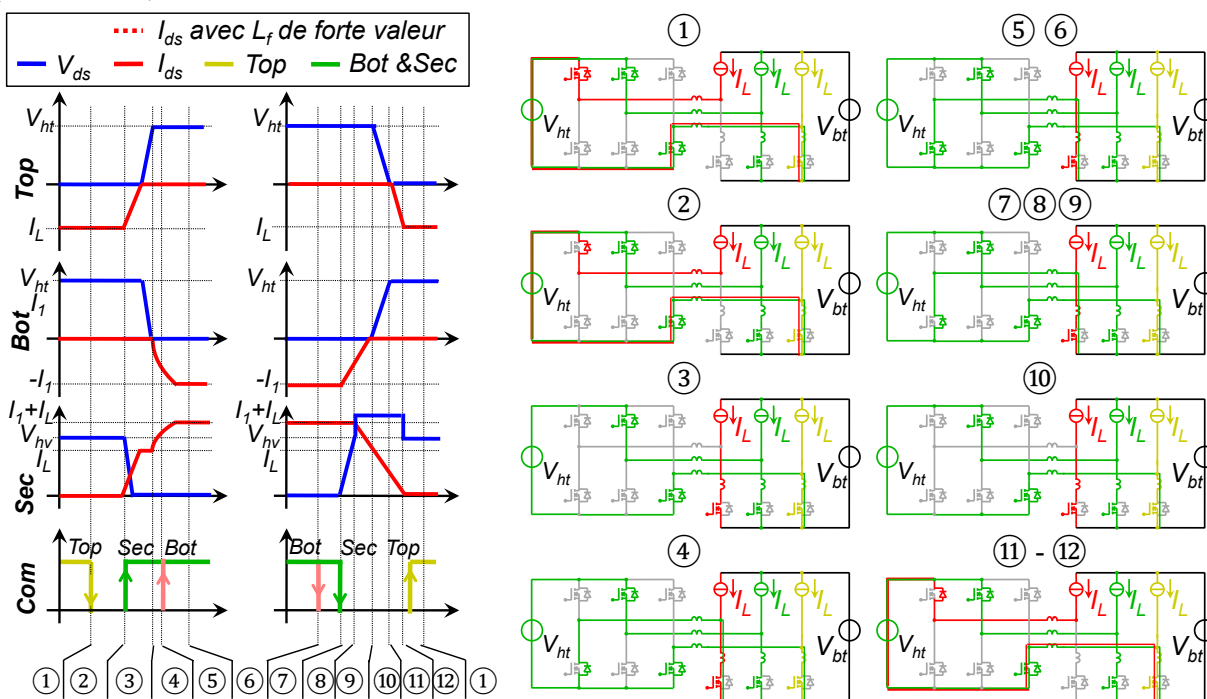 I_ds avec L_f de forte valeur
V_ds I_ds Top Bot &Sec
V_ht V_ht
Top
I_L I_L
V_ht V_ht
I_1
Bot
-I_1 -I_1
I_1+I_L I_1+I_L
V_hv V_hv
I_L I_L
Sec
Top Sec Bot Bot Sec Top
Com
① ② ③ ④ ⑤ ⑥ ⑦ ⑧ ⑨ ⑩ ⑪ ⑫ ①
① ⑤ ⑥
V_ht I_L I_L I_L V_bt V_ht I_L I_L I_L V_bt
② ⑦ ⑧ ⑨
V_ht I_L I_L I_L V_bt V_ht I_L I_L I_L V_bt
③ ⑩
V_ht I_L I_L I_L V_bt V_ht I_L I_L I_L V_bt
④ ⑪ - ⑫
V_ht I_L I_L I_L V_bt V_ht I_L I_L I_L V_bt